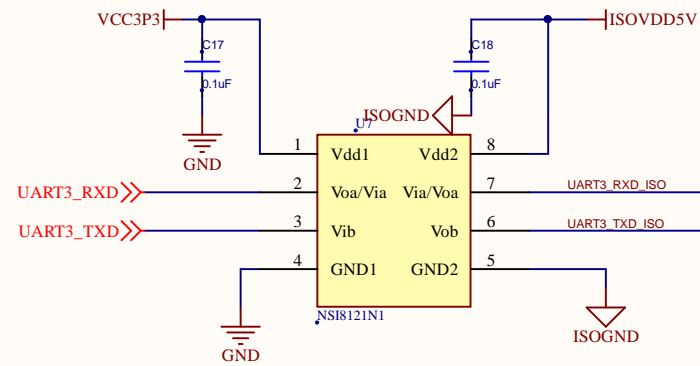 VCC3P3
ISOVDD5V
C17
C18
0.1uF
0.1uF
ISOGND
U7
GND
1
Vdd1
Vdd2
8
UART3_RXD
2
Voa/Via
Via/Voa
7
UART3_RXD_ISO
UART3_TXD
3
Vib
Vob
6
UART3_TXD_ISO
4
GND1
GND2
5
NSI8121N1
GND
ISOGND